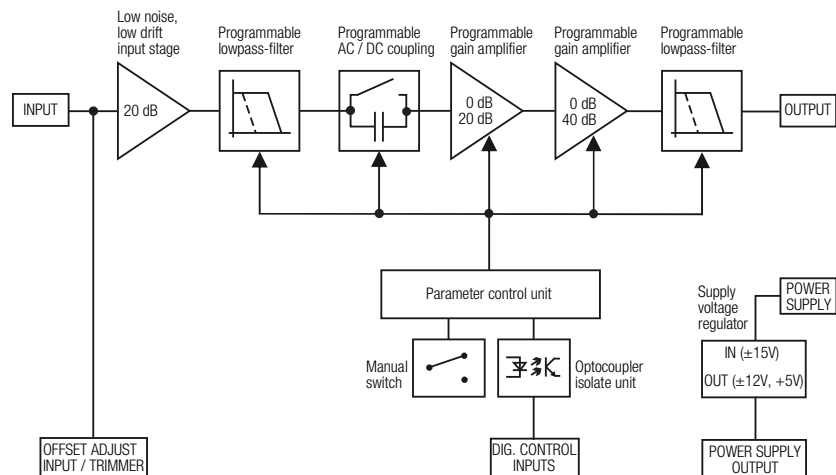 Low noise,
low drift
input stage
Programmable
lowpass-filter
Programmable
AC / DC coupling
Programmable
gain amplifier
Programmable
gain amplifier
Programmable
lowpass-filter
INPUT
20 dB
0 dB
20 dB
0 dB
40 dB
OUTPUT
Parameter control unit
Manual
switch
Optocoupler
isolate unit
Supply
voltage
regulator
POWER
SUPPLY
IN (±15V)
OUT (±12V, +5V)
OFFSET ADJUST
INPUT / TRIMMER
DIG. CONTROL
INPUTS
POWER SUPPLY
OUTPUT